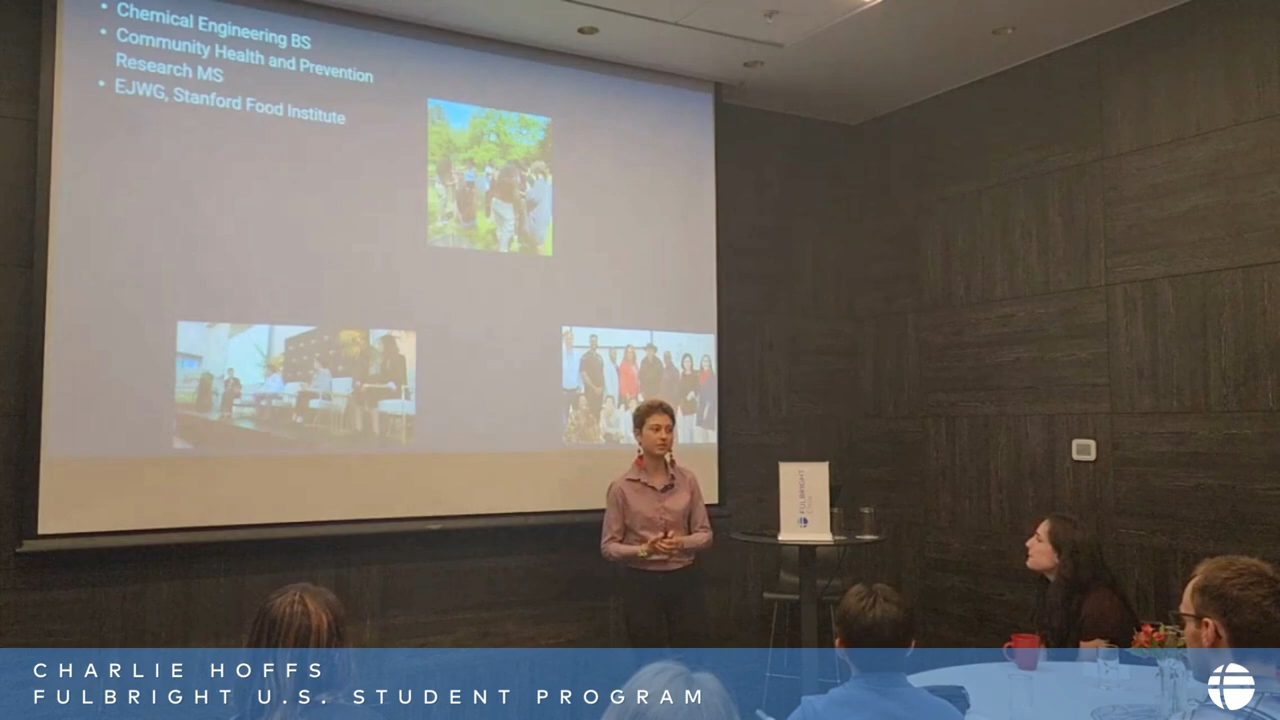 • Chemical Engineering BS
• Community Health and Prevention
Research MS
• EJWG, Stanford Food Institute
FULBRIGHT
CHARLIE HOFFS
FULBRIGHT U.S. STUDENT PROGRAM